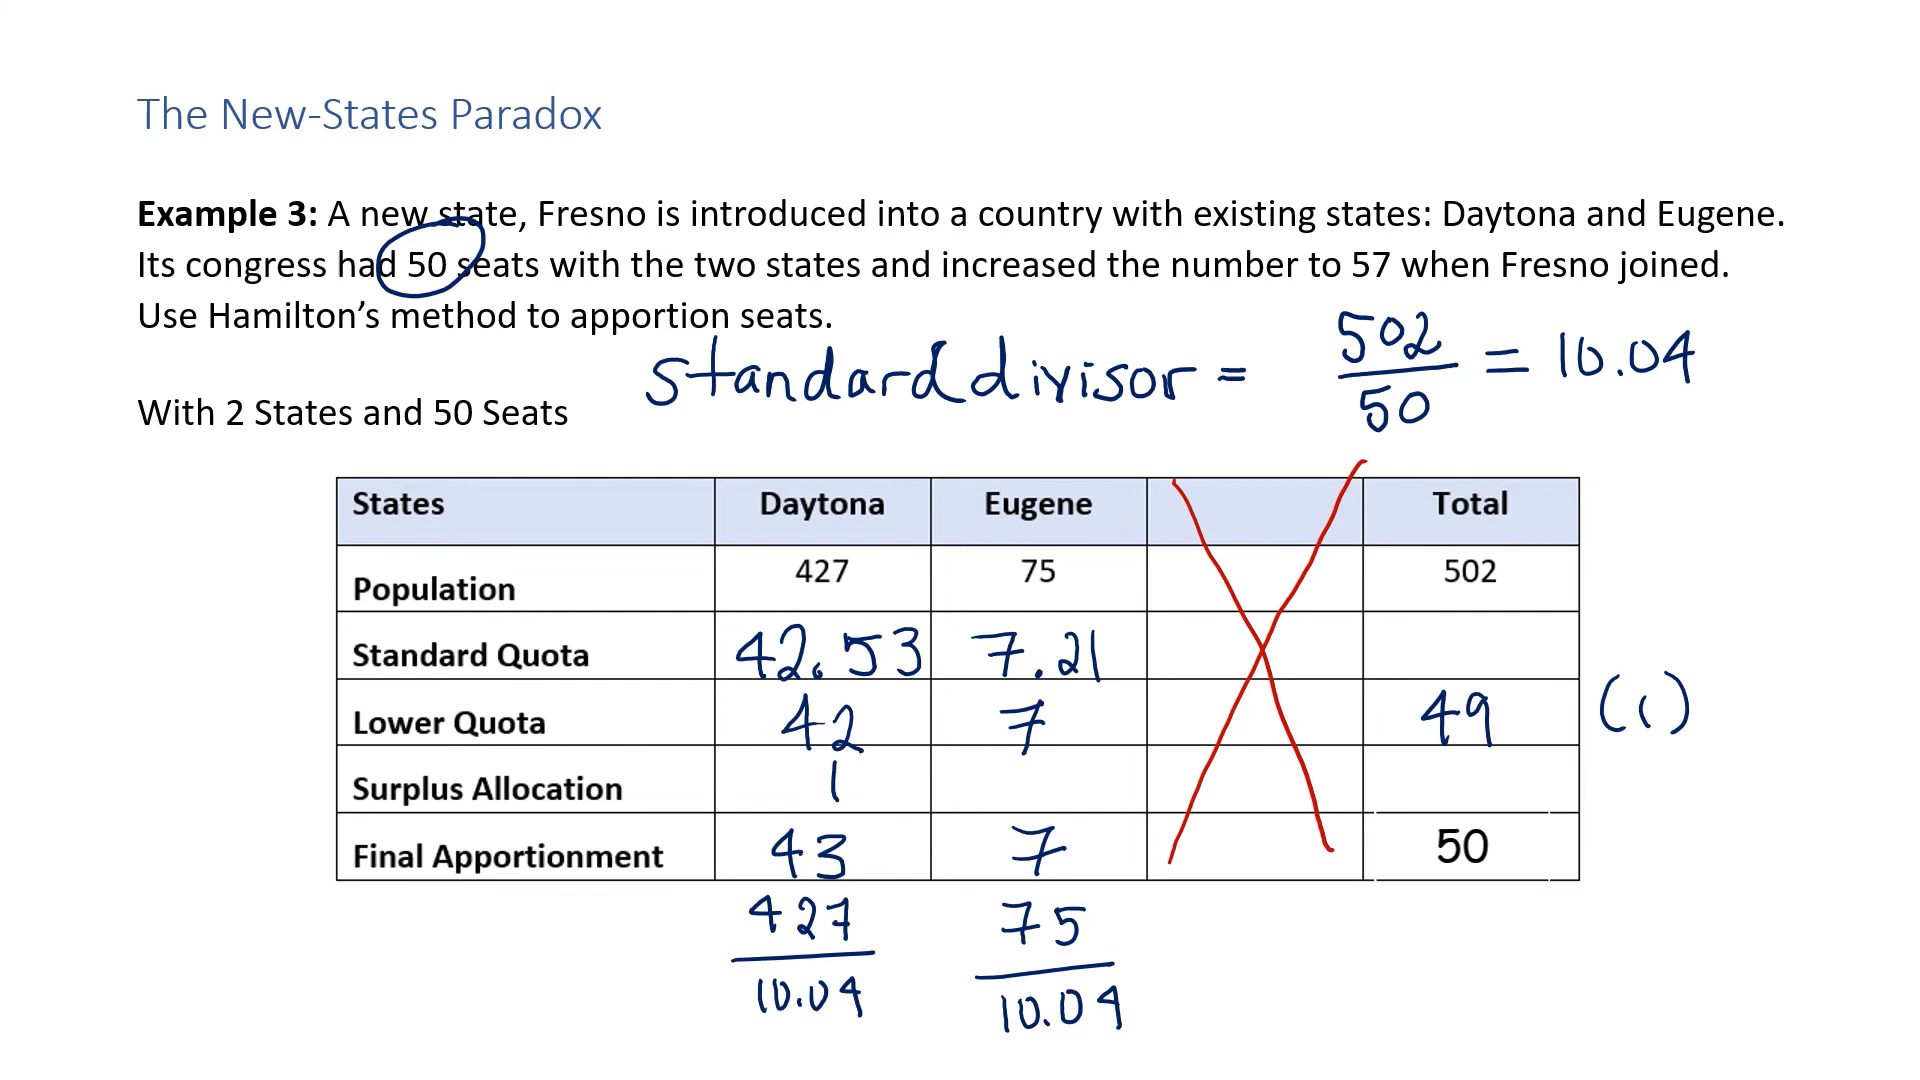 The New-States Paradox
Example 3: A new state, Fresno is introduced into a country with existing states: Daytona and Eugene.
Its congress had 50 seats with the two states and increased the number to 57 when Fresno joined.
Use Hamilton’s method to apportion seats.
standard divisor = 502/50 = 10.04
With 2 States and 50 Seats
States Daytona Eugene Total
Population 427 75 502
Standard Quota 42.53 7.21
Lower Quota 42 7 49 (1)
Surplus Allocation 1
Final Apportionment 43 7 50
427 75
10.04 10.04